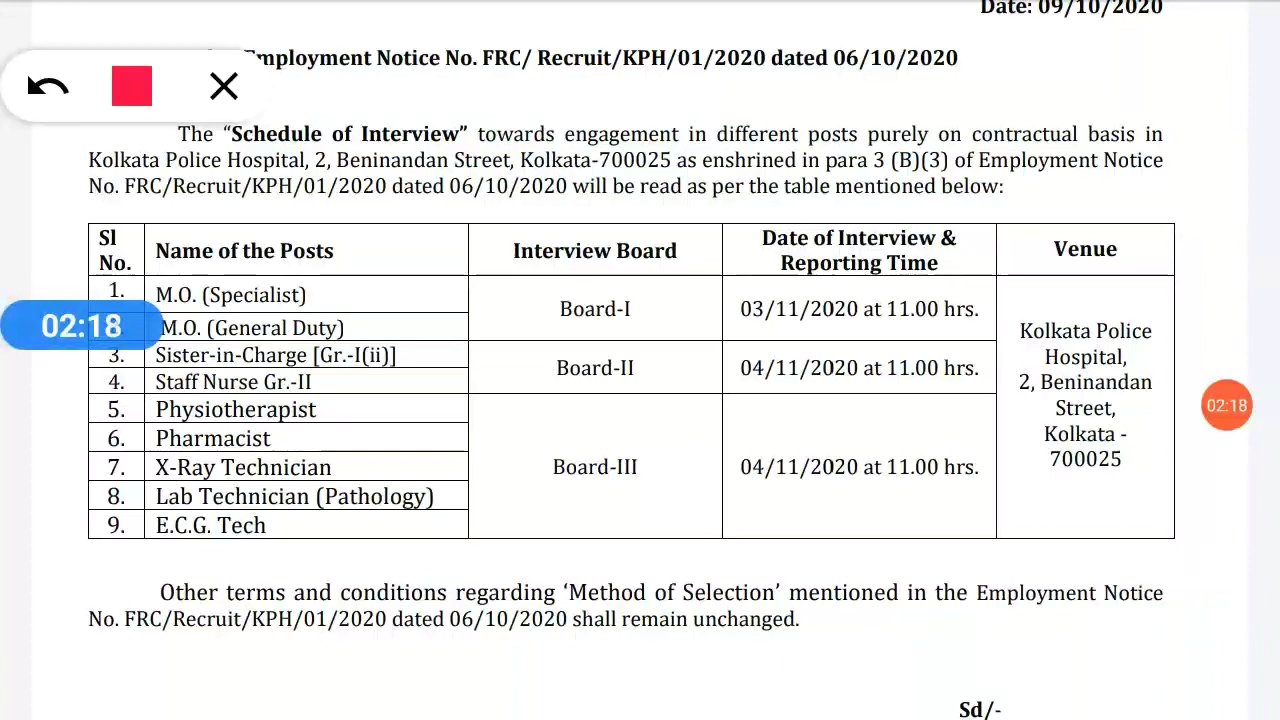 Date: 09/10/2020
Employment Notice No. FRC/ Recruit/KPH/01/2020 dated 06/10/2020
The “Schedule of Interview” towards engagement in different posts purely on contractual basis in
Kolkata Police Hospital, 2, Beninandan Street, Kolkata-700025 as enshrined in para 3 (B)(3) of Employment Notice
No. FRC/Recruit/KPH/01/2020 dated 06/10/2020 will be read as per the table mentioned below:
Sl No. Name of the Posts Interview Board Date of Interview & Reporting Time Venue
1. M.O. (Specialist) Board-I 03/11/2020 at 11.00 hrs.
M.O. (General Duty)
3. Sister-in-Charge [Gr.-I(ii)] Board-II 04/11/2020 at 11.00 hrs.
4. Staff Nurse Gr.-II
5. Physiotherapist
6. Pharmacist
7. X-Ray Technician Board-III 04/11/2020 at 11.00 hrs.
8. Lab Technician (Pathology)
9. E.C.G. Tech
Kolkata Police
Hospital,
2, Beninandan
Street,
Kolkata -
700025
02:18
02:18
Other terms and conditions regarding ‘Method of Selection’ mentioned in the Employment Notice
No. FRC/Recruit/KPH/01/2020 dated 06/10/2020 shall remain unchanged.
Sd/-